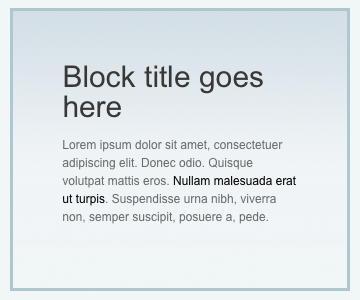 Block title goes
here
Lorem ipsum dolor sit amet, consectetuer
adipiscing elit. Donec odio. Quisque
volutpat mattis eros. Nullam malesuada erat
ut turpis. Suspendisse urna nibh, viverra
non, semper suscipit, posuere a, pede.